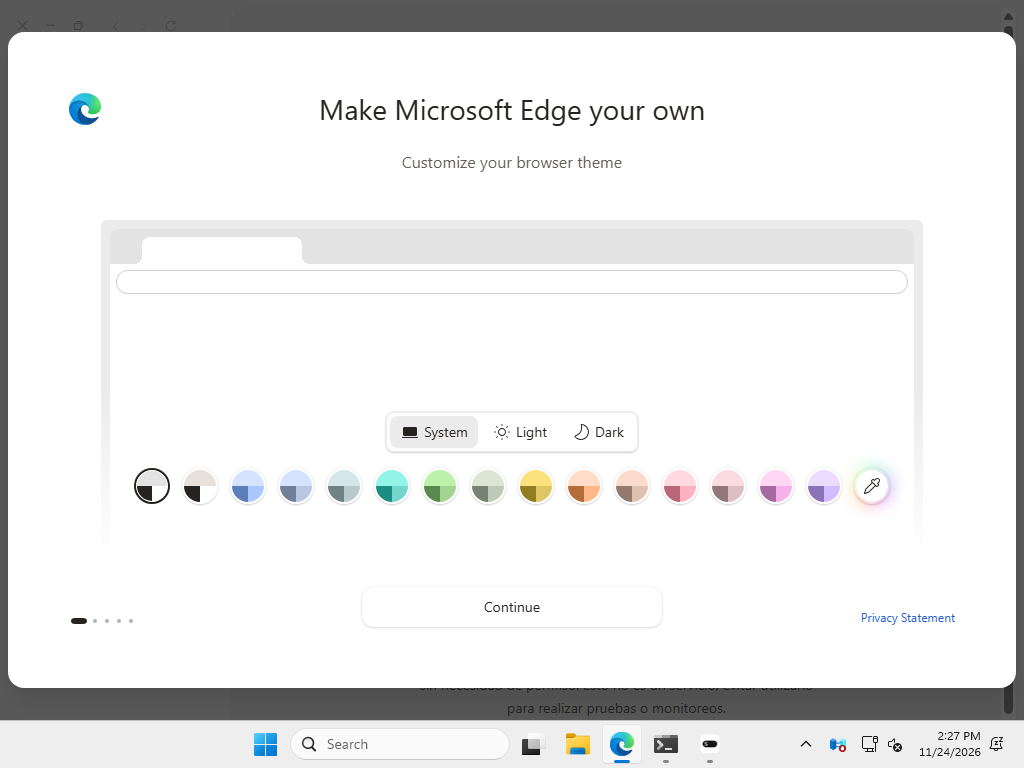 Make Microsoft Edge your own
Customize your browser theme
System
Light
Dark
Continue
Privacy Statement
para realizar pruebas o monitoreos.
Search
2:27 PM
11/24/2026